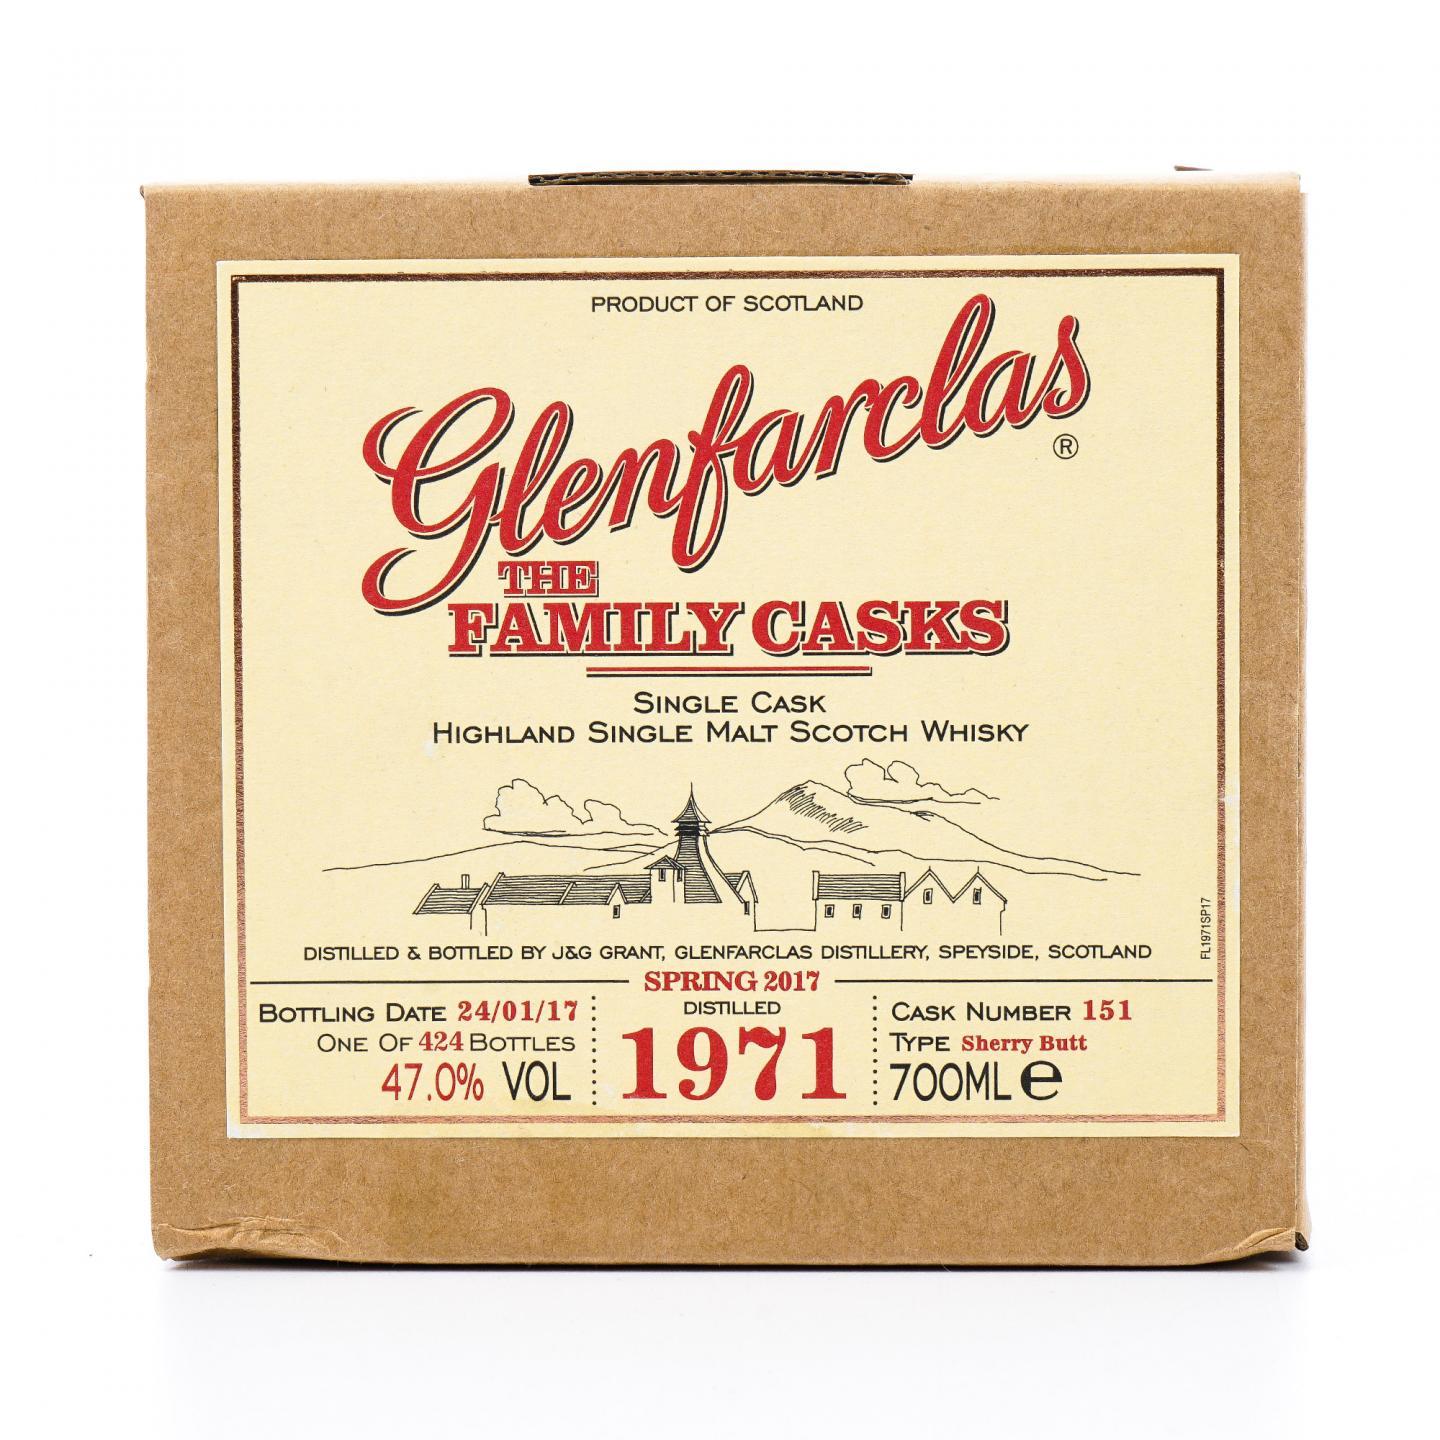 PRODUCT OF SCOTLAND
Glenfarclas ®
THE
FAMILY CASKS
SINGLE CASK
HIGHLAND SINGLE MALT SCOTCH WHISKY
DISTILLED & BOTTLED BY J&G GRANT, GLENFARCLAS DISTILLERY, SPEYSIDE, SCOTLAND
FL1971SP17
SPRING 2017
BOTTLING DATE 24/01/17
ONE OF 424 BOTTLES
47.0% VOL
DISTILLED
1971
CASK NUMBER 151
TYPE Sherry Butt
700ML e